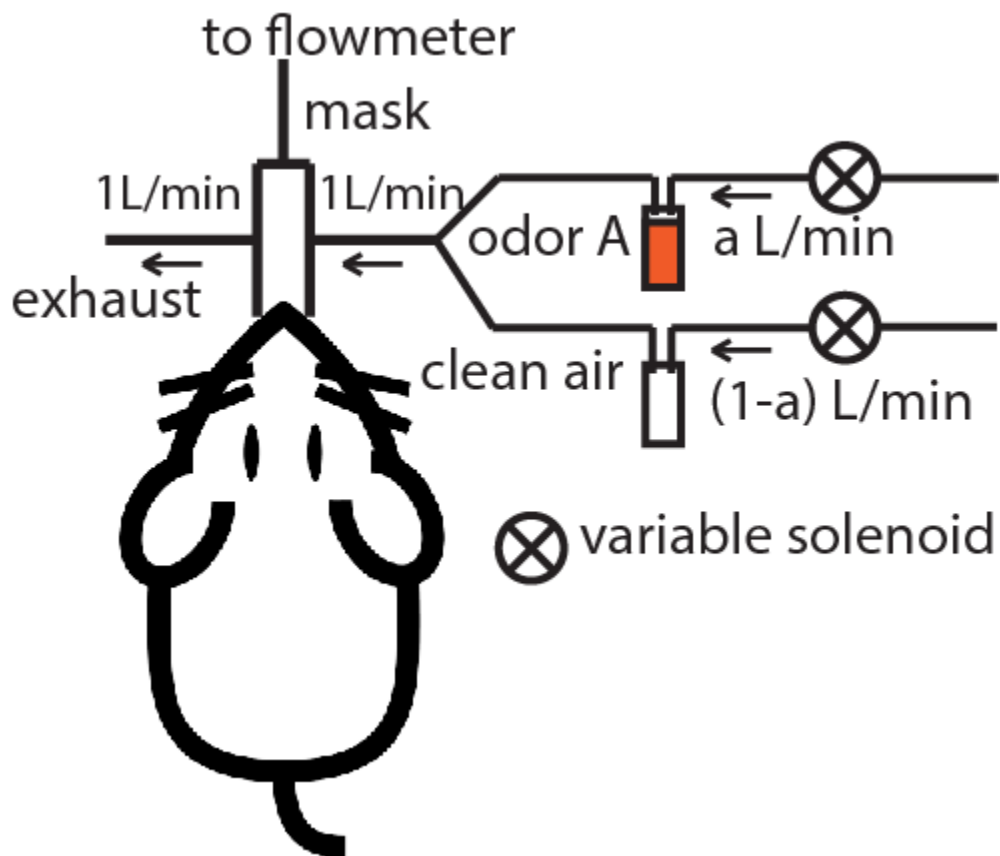 to flowmeter
mask
1L/min
1L/min
exhaust
odor A
a L/min
clean air
(1-a) L/min
variable solenoid